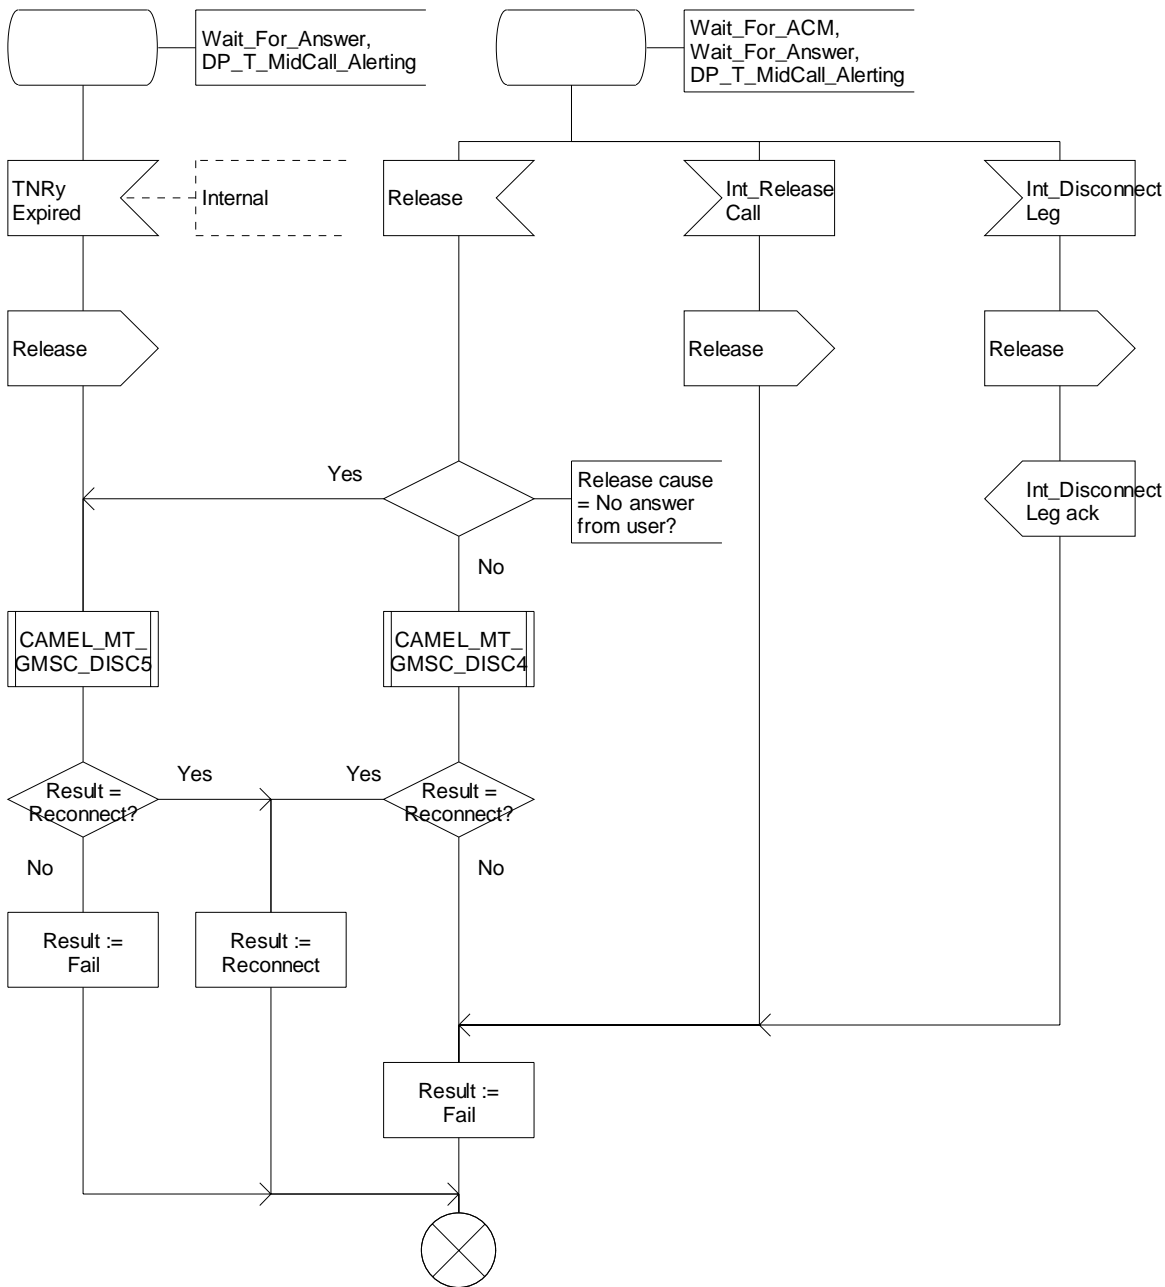 Wait_For_Answer,
DP_T_MidCall_Alerting
Wait_For_ACM,
Wait_For_Answer,
DP_T_MidCall_Alerting
TNRy
Expired
Internal
Release
Int_Release
Call
Int_Disconnect
Leg
Release
Release
Release
Yes
Release cause
= No answer
from user?
Int_Disconnect
Leg ack
No
CAMEL_MT_
GMSC_DISC5
CAMEL_MT_
GMSC_DISC4
Result =
Reconnect?
Yes
Yes
Result =
Reconnect?
No
No
Result :=
Fail
Result :=
Reconnect
Result :=
Fail